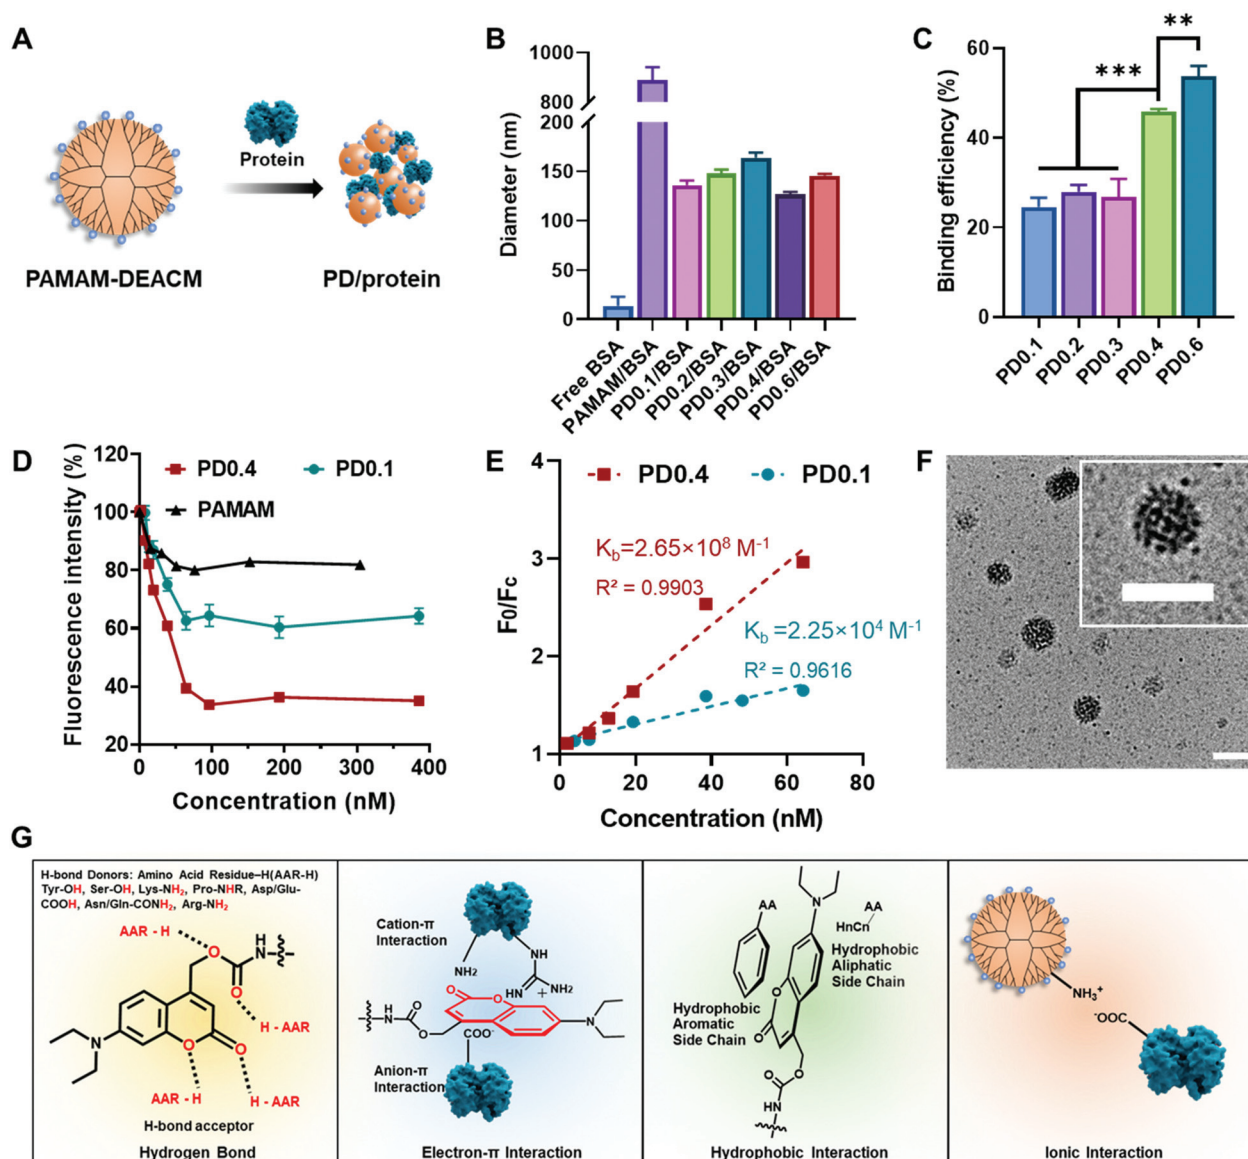 A
Protein
PAMAM-DEACM
PD/protein
B
Diameter (nm)
1000
800
200
150
100
50
0
Free BSA
PAMAM/BSA
PD0.1/BSA
PD0.2/BSA
PD0.3/BSA
PD0.4/BSA
PD0.6/BSA
C
Binding efficiency (%)
60
40
20
0
***
**
PD0.1
PD0.2
PD0.3
PD0.4
PD0.6
D
Fluorescence intensity (%)
120
100
80
60
40
20
PD0.4
PD0.1
PAMAM
0
100
200
300
400
Concentration (nM)
E
F₀/Fc
4
3
2
1
PD0.4
PD0.1
K_b=2.65×10⁸ M⁻¹
R² = 0.9903
K_b=2.25×10⁴ M⁻¹
R² = 0.9616
0
20
40
60
80
Concentration (nM)
F
G
H-bond Donors: Amino Acid Residue–H(AAR-H)
Tyr-OH, Ser-OH, Lys-NH₂, Pro-NHR, Asp/Glu-
COOH, Asn/Gln-CONH₂, Arg-NH₂
AAR - H
O
O
H
N
H - AAR
N
O
O
AAR - H
H - AAR
H-bond acceptor
Hydrogen Bond
Cation-π
Interaction
NH₂
NH
HN
NH₂
+
H
N
O
O
O
O
N
COO⁻
Anion-π
Interaction
Electron-π Interaction
AA
N
AA
HnCn
Hydrophobic
Aliphatic
Side Chain
Hydrophobic
Aromatic
Side Chain
O
O
O
O
NH
Hydrophobic Interaction
NH₃⁺
⁻OOC
Ionic Interaction